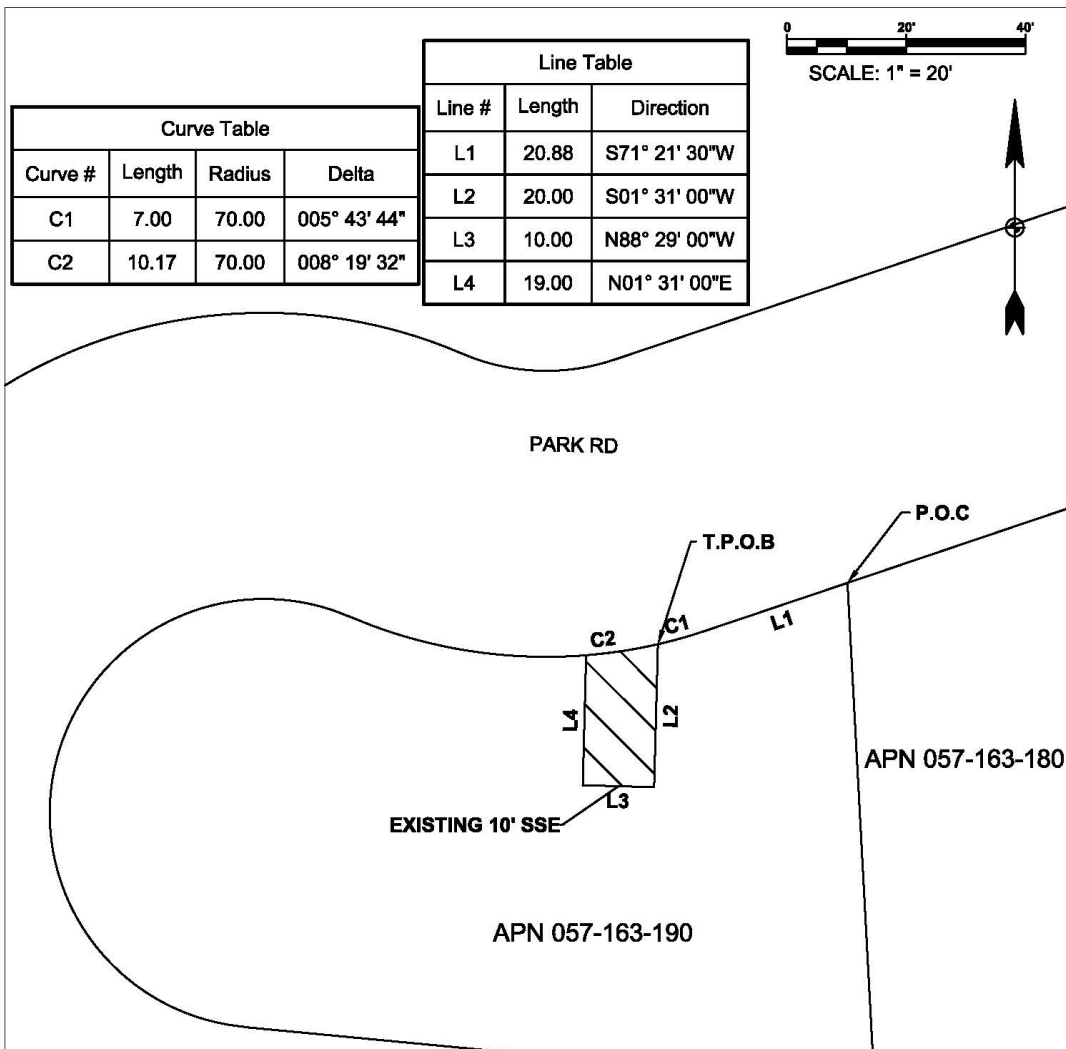 0 20' 40'
SCALE: 1" = 20'
Line Table
Line # Length Direction
L1 20.88 S71° 21' 30"W
L2 20.00 S01° 31' 00"W
L3 10.00 N88° 29' 00"W
L4 19.00 N01° 31' 00"E
Curve Table
Curve # Length Radius Delta
C1 7.00 70.00 005° 43' 44"
C2 10.17 70.00 008° 19' 32"
PARK RD
P.O.C
T.P.O.B
C1
L1
C2
L4
L2
L3
APN 057-163-180
EXISTING 10' SSE
APN 057-163-190